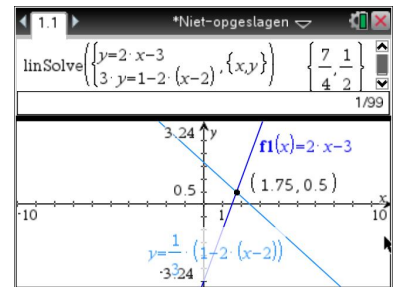 1.1 *Niet-opgeslagen
linSolve({y=2·x−3 3·y=1−2·(x−2) ,{x,y}) {7/4, 1/2}
1/99
3.24 y
f1(x)=2·x−3
(1.75,0.5)
0.5
x
-10 1 10
y=1/3·(1−2·(x−2))
-3.24